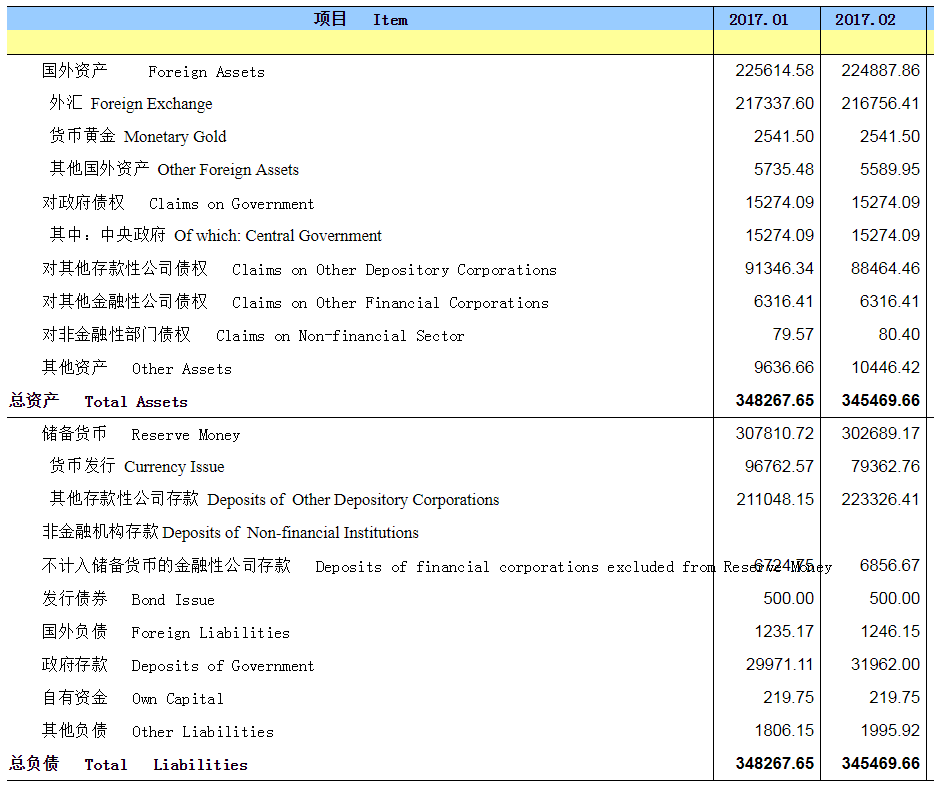 项目 Item 2017.01 2017.02
国外资产 Foreign Assets 225614.58 224887.86
外汇 Foreign Exchange 217337.60 216756.41
货币黄金 Monetary Gold 2541.50 2541.50
其他国外资产 Other Foreign Assets 5735.48 5589.95
对政府债权 Claims on Government 15274.09 15274.09
其中：中央政府 Of which: Central Government 15274.09 15274.09
对其他存款性公司债权 Claims on Other Depository Corporations 91346.34 88464.46
对其他金融性公司债权 Claims on Other Financial Corporations 6316.41 6316.41
对非金融性部门债权 Claims on Non-financial Sector 79.57 80.40
其他资产 Other Assets 9636.66 10446.42
总资产 Total Assets 348267.65 345469.66
储备货币 Reserve Money 307810.72 302689.17
货币发行 Currency Issue 96762.57 79362.76
其他存款性公司存款 Deposits of Other Depository Corporations 211048.15 223326.41
非金融机构存款 Deposits of Non-financial Institutions
不计入储备货币的金融性公司存款 Deposits of financial corporations excluded from Reserve Money 6724.75 6856.67
发行债券 Bond Issue 500.00 500.00
国外负债 Foreign Liabilities 1235.17 1246.15
政府存款 Deposits of Government 29971.11 31962.00
自有资金 Own Capital 219.75 219.75
其他负债 Other Liabilities 1806.15 1995.92
总负债 Total Liabilities 348267.65 345469.66